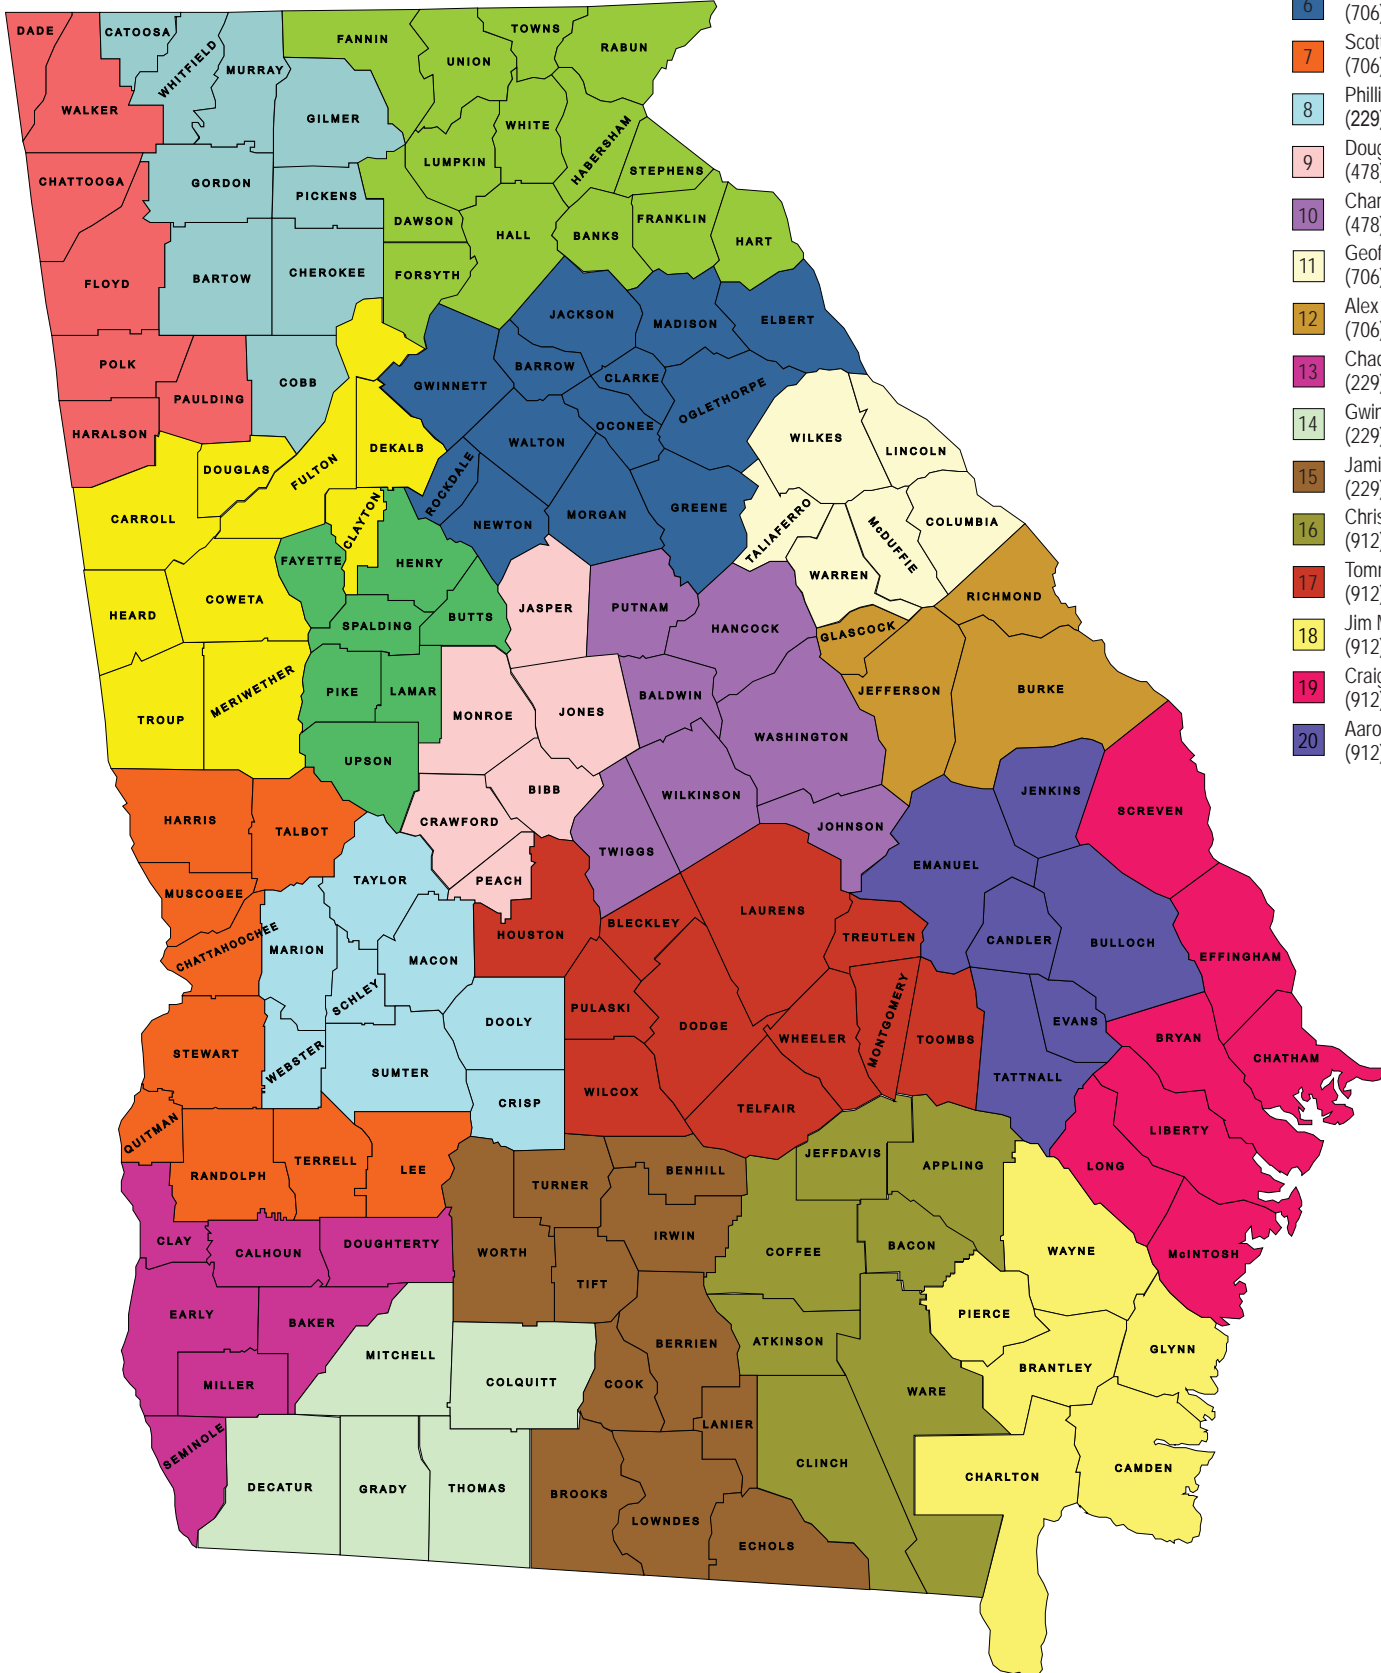 DADE
CATOOSA
WHITFIELD
MURRAY
FANNIN
UNION
TOWNS
RABUN
WALKER
GILMER
WHITE
HABERSHAM
LUMPKIN
STEPHENS
CHATTOOGA
GORDON
PICKENS
DAWSON
HALL
BANKS
FRANKLIN
HART
FLOYD
BARTOW
CHEROKEE
FORSYTH
JACKSON
MADISON
ELBERT
POLK
PAULDING
COBB
GWINNETT
BARROW
CLARKE
OGLETHORPE
HARALSON
DOUGLAS
FULTON
DEKALB
ROCKDALE
WALTON
OCONEE
WILKES
LINCOLN
CARROLL
CLAYTON
NEWTON
MORGAN
GREENE
TALIAFERRO
McDUFFIE
COLUMBIA
FAYETTE
HENRY
WARREN
HEARD
COWETA
SPALDING
BUTTS
JASPER
PUTNAM
HANCOCK
GLASCOCK
RICHMOND
TROUP
MERIWETHER
PIKE
LAMAR
MONROE
JONES
BALDWIN
WASHINGTON
JEFFERSON
BURKE
UPSON
HARRIS
TALBOT
CRAWFORD
BIBB
TWIGGS
WILKINSON
JOHNSON
JENKINS
SCREVEN
MUSCOGEE
TAYLOR
PEACH
EMANUEL
CHATTAHOOCHEE
MARION
MACON
HOUSTON
BLECKLEY
LAURENS
TREUTLEN
CANDLER
BULLOCH
EFFINGHAM
SCHLEY
DOOLY
PULASKI
DODGE
WHEELER
MONTGOMERY
TOOMBS
EVANS
BRYAN
CHATHAM
STEWART
WEBSTER
SUMTER
CRISP
WILCOX
TELFAIR
TATTNALL
QUITMAN
RANDOLPH
TERRELL
LEE
TURNER
BENHILL
JEFFDAVIS
APPLING
LONG
LIBERTY
CLAY
CALHOUN
DOUGHTERTY
WORTH
IRWIN
COFFEE
BACON
WAYNE
McINTOSH
EARLY
BAKER
MITCHELL
TIFT
BERRIEN
ATKINSON
PIERCE
BRANTLEY
GLYNN
MILLER
COLQUITT
COOK
LANIER
WARE
SEMINOLE
DECATUR
GRADY
THOMAS
BROOKS
LOWNDES
ECHOLS
CLINCH
CHARLTON
CAMDEN
6
(706)
7 Scott
(706)
8 Philli
(229)
9 Doug
(478)
10
(478)
11 Geof
(706)
12 Alex
(706)
13 Chad
(229)
14 Gwin
(229)
15 Jami
(229)
16 Chris
(912)
17 Tomm
(912)
18 Jim M
(912)
19 Craig
(912)
20 Aaro
(912)